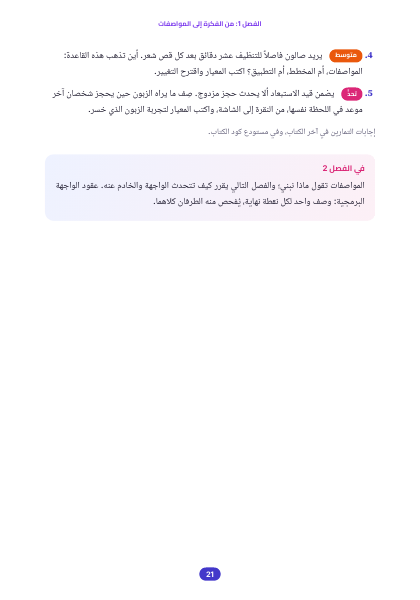 الفصل 1: من الفكرة إلى المواصفات
4. متوسط يريد صالون فاصلاً للتنظيف عشر دقائق بعد كل قص شعر. أين تذهب هذه القاعدة:
المواصفات، أم المخطط، أم التطبيق؟ اكتب المعيار واقترح التغيير.
5. تحدٍّ يضمن قيد الاستبعاد ألا يحدث حجز مزدوج. صِف ما يراه الزبون حين يحجز شخصان آخر
موعد في اللحظة نفسها، من النقرة إلى الشاشة، واكتب المعيار لتجربة الزبون الذي خسر.
إجابات التمارين في آخر الكتاب، وفي مستودع كود الكتاب.
في الفصل 2
المواصفات تقول ماذا نبني؛ والفصل التالي يقرر كيف تتحدث الواجهة والخادم عنه. عقود الواجهة
البرمجية: وصف واحد لكل نقطة نهاية، يُفحص منه الطرفان كلاهما.
21